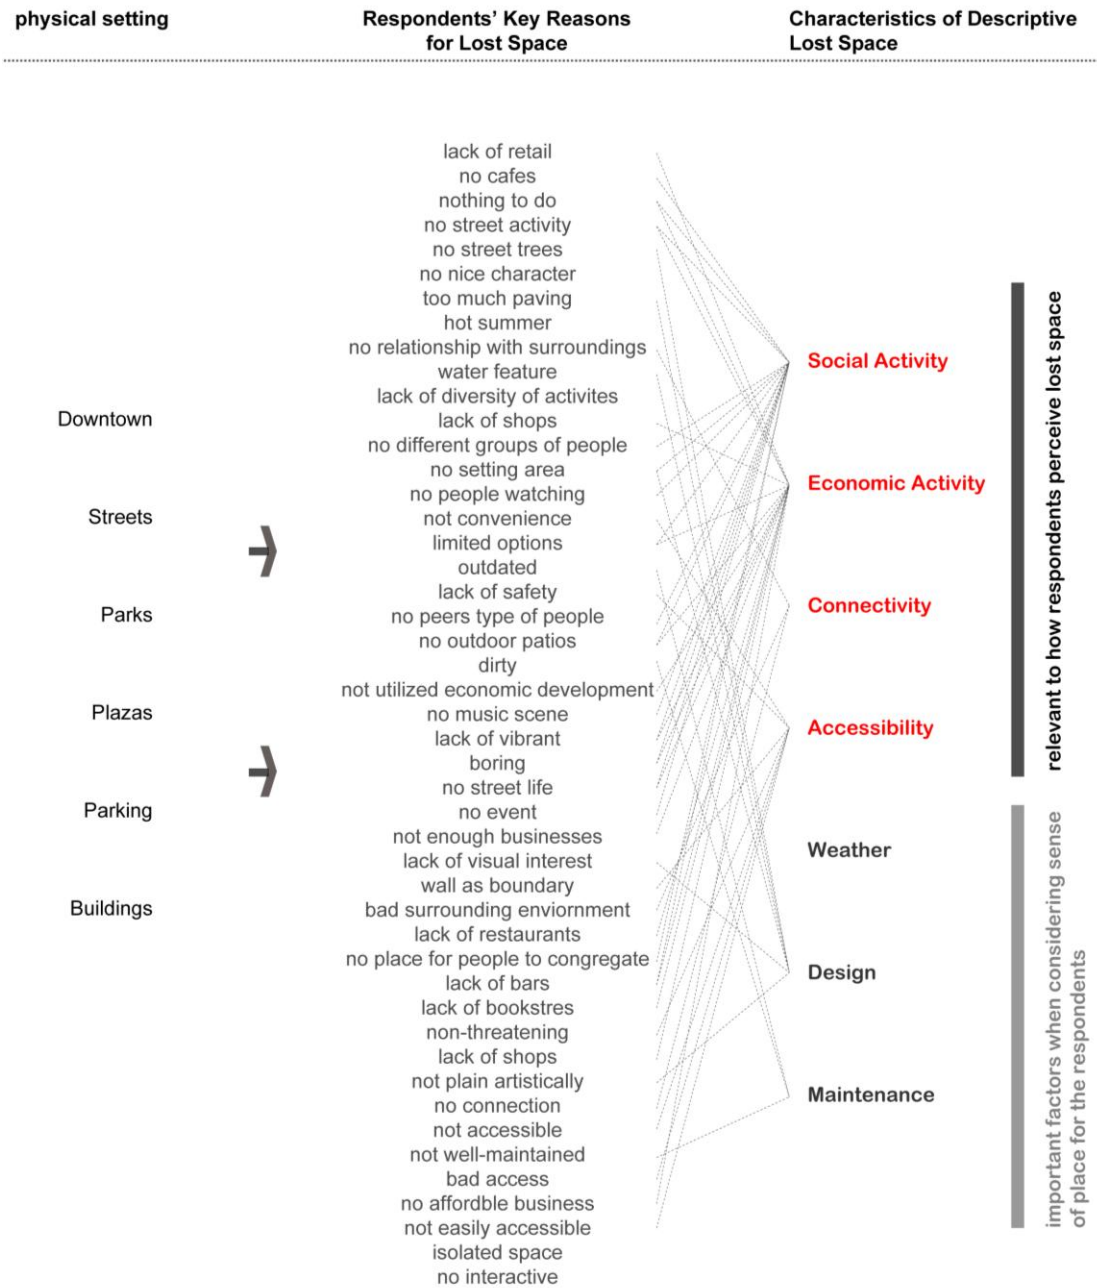 physical setting
Respondents' Key Reasons
for Lost Space
Characteristics of Descriptive
Lost Space
Downtown
Streets
Parks
Plazas
Parking
Buildings
lack of retail
no cafes
nothing to do
no street activity
no street trees
no nice character
too much paving
hot summer
no relationship with surroundings
water feature
lack of diversity of activites
lack of shops
no different groups of people
no setting area
no people watching
not convenience
limited options
outdated
lack of safety
no peers type of people
no outdoor patios
dirty
not utilized economic development
no music scene
lack of vibrant
boring
no street life
no event
not enough businesses
lack of visual interest
wall as boundary
bad surrounding enviornment
lack of restaurants
no place for people to congregate
lack of bars
lack of bookstres
non-threatening
lack of shops
not plain artistically
no connection
not accessible
not well-maintained
bad access
no affordble business
not easily accessible
isolated space
no interactive
Social Activity
Economic Activity
Connectivity
Accessibility
Weather
Design
Maintenance
relevant to how respondents perceive lost space
important factors when considering sense
of place for the respondents